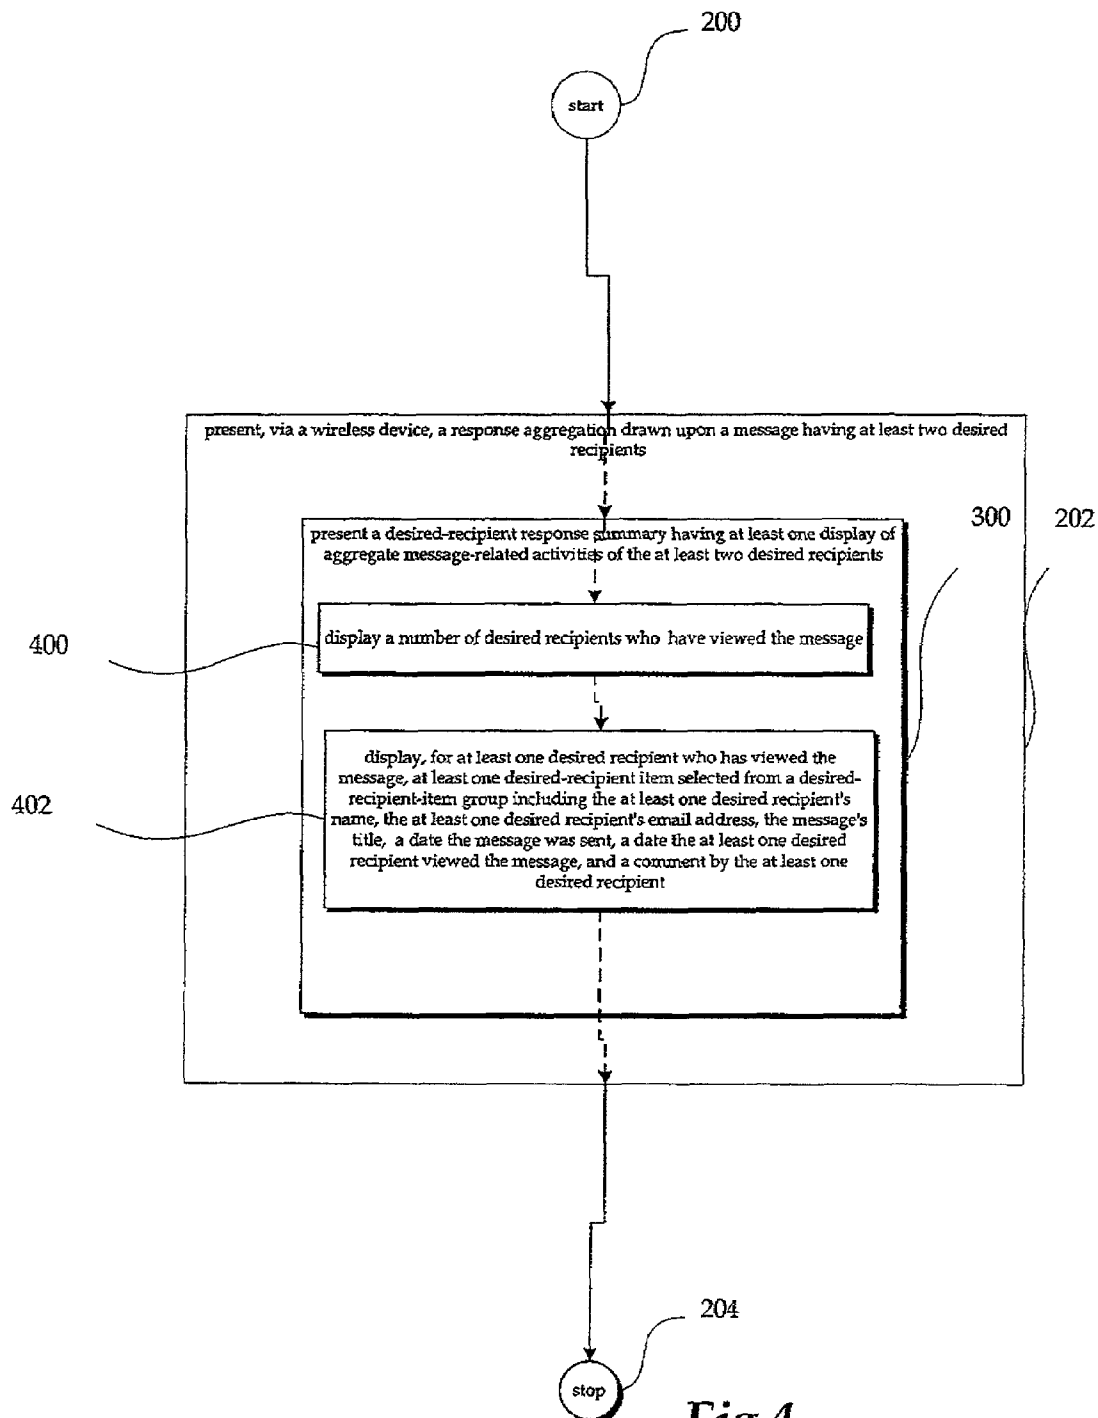 200
start
present, via a wireless device, a response aggregation drawn upon a message having at least two desired
recipients
300
202
present a desired-recipient response summary having at least one display of
aggregate message-related activities of the at least two desired recipients
400
display a number of desired recipients who have viewed the message
402
display, for at least one desired recipient who has viewed the
message, at least one desired-recipient item selected from a desired-
recipient-item group including the at least one desired recipient's
name, the at least one desired recipient's email address, the message's
title, a date the message was sent, a date the at least one desired
recipient viewed the message, and a comment by the at least one
desired recipient
204
stop
Fig 4